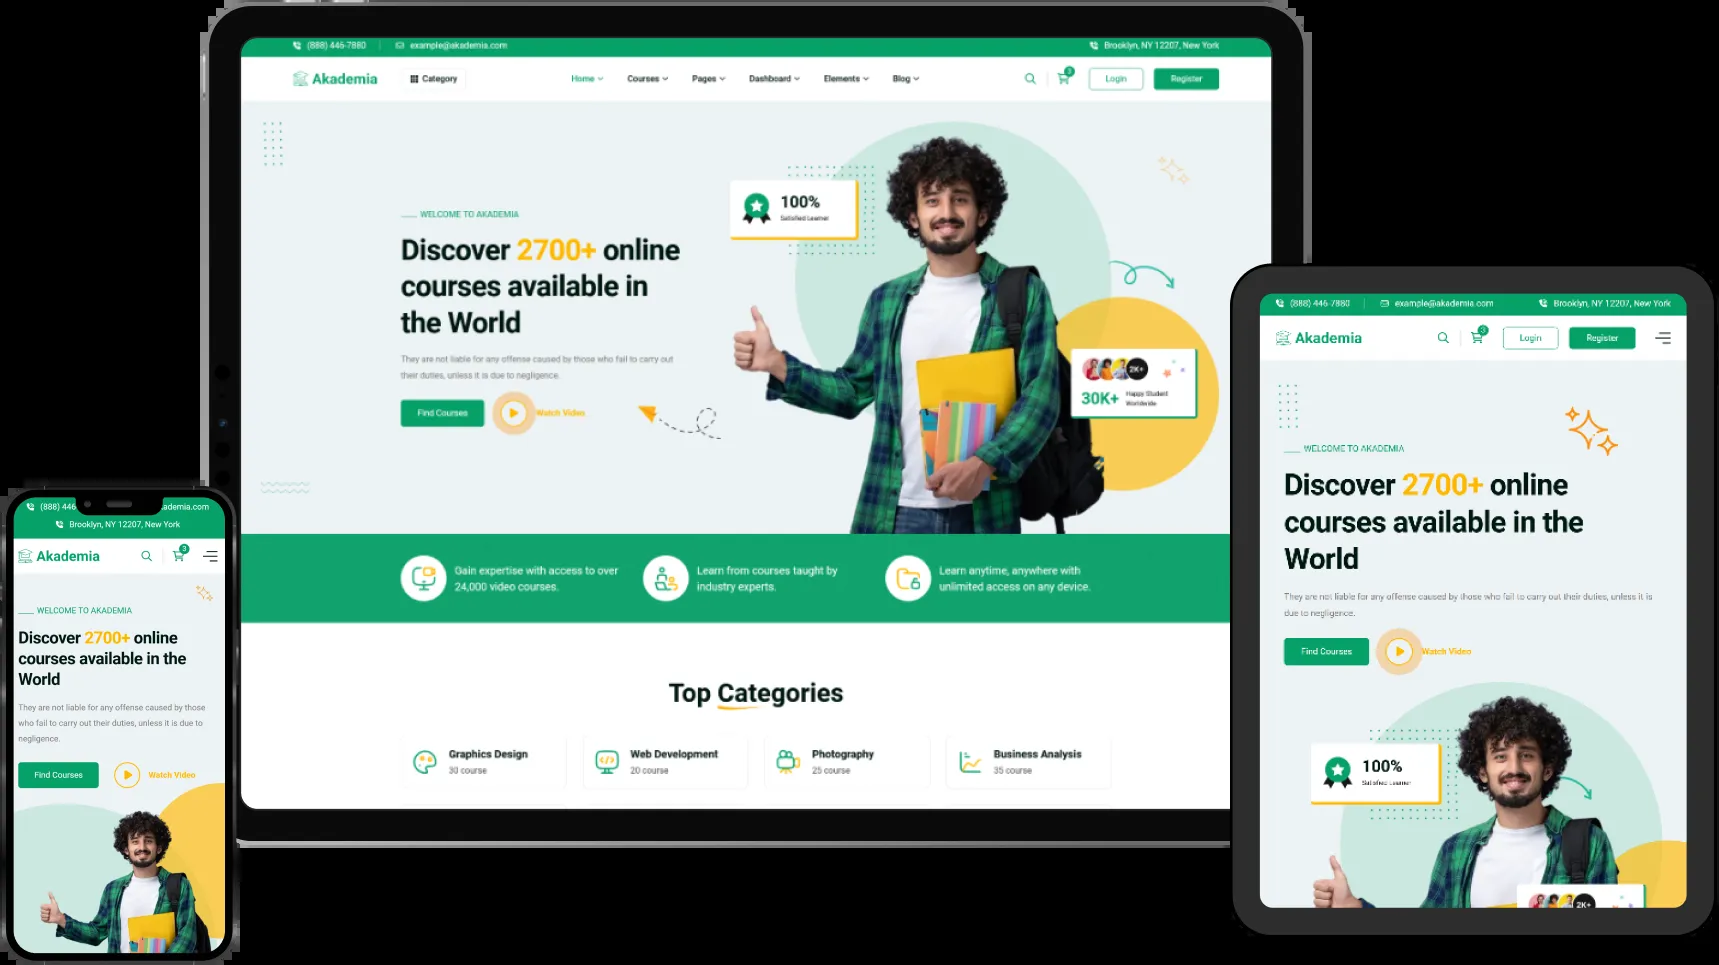 (888) 446-7880
example@akademia.com
Brooklyn, NY 12207, New York
Akademia
Category
Home
Courses
Pages
Dashboard
Elements
Blog
3
Login
Register
WELCOME TO AKADEMIA
Discover 2700+ online
courses available in
the World
They are not liable for any offense caused by those who fail to carry out
their duties, unless it is due to negligence.
Find Courses
Watch Video
100%
Satisfied Learner
2K+
30K+
Happy Student
Worldwide
Gain expertise with access to over
24,000 video courses.
Learn from courses taught by
industry experts.
Learn anytime, anywhere with
unlimited access on any device.
Top Categories
Graphics Design
30 course
Web Development
20 course
Photography
25 course
Business Analysis
35 course
(888) 446-7880
example@akademia.com
Brooklyn, NY 12207, New York
Akademia
3
Login
Register
WELCOME TO AKADEMIA
Discover 2700+ online
courses available in the
World
They are not liable for any offense caused by those who fail to carry out their duties, unless it is
due to negligence.
Find Courses
Watch Video
100%
Satisfied Learner
2K+
(888) 446
ademia.com
Brooklyn, NY 12207, New York
Akademia
3
WELCOME TO AKADEMIA
Discover 2700+ online
courses available in the
World
They are not liable for any offense caused by those
who fail to carry out their duties, unless it is due to
negligence.
Find Courses
Watch Video